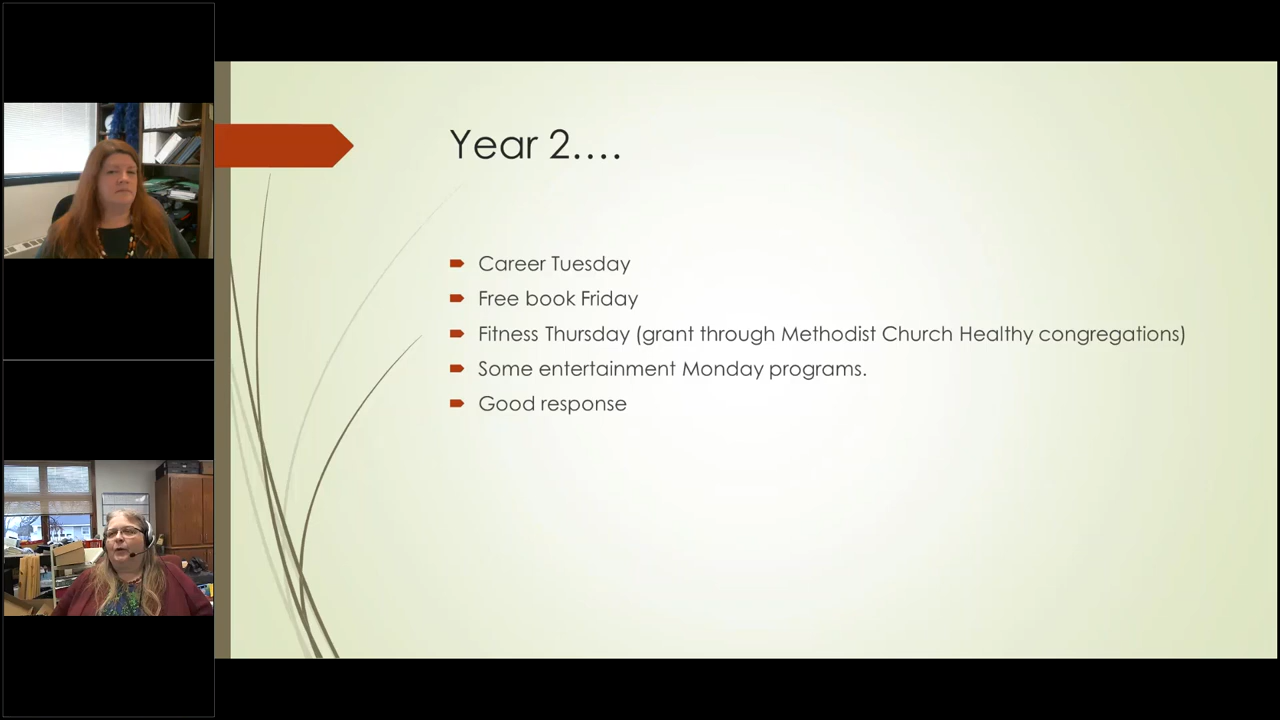 Year 2....
Career Tuesday
Free book Friday
Fitness Thursday (grant through Methodist Church Healthy congregations)
Some entertainment Monday programs.
Good response